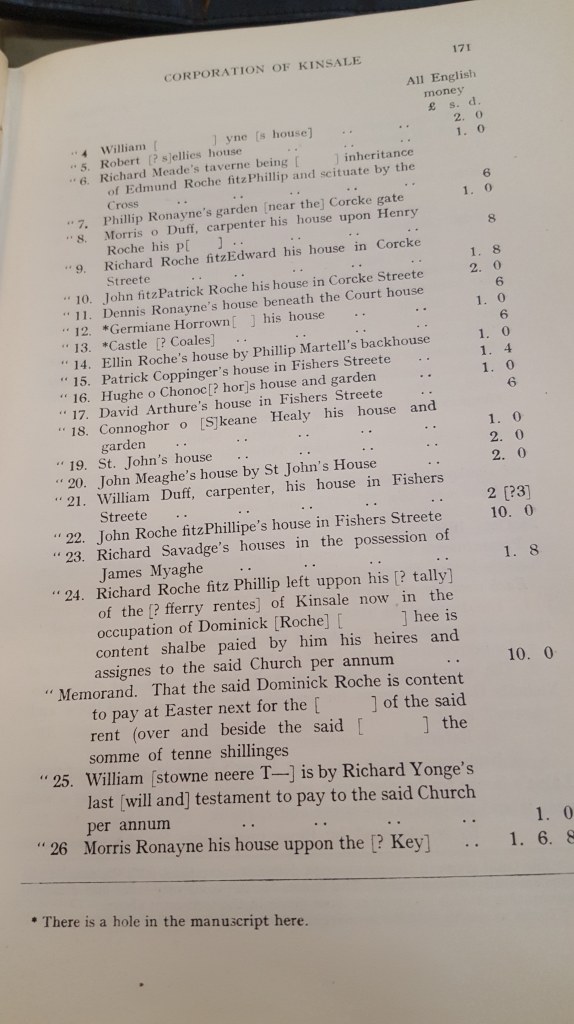 171
CORPORATION OF KINSALE
All English
money
£ s. d.
" 4 William [ ] yne [s house] .. .. 2. 0
" 5. Robert [? s]ellies house .. .. .. 1. 0
" 6. Richard Meade's taverne being [ ] inheritance
of Edmund Roche fitzPhillip and scituate by the
Cross .. .. .. .. .. 6
" 7. Phillip Ronayne's garden [near the] Corcke gate 1. 0
" 8. Morris o Duff, carpenter his house upon Henry
Roche his p[ ] .. .. .. .. 8
" 9. Richard Roche fitzEdward his house in Corcke
Streete .. .. .. .. .. 1. 8
" 10. John fitzPatrick Roche his house in Corcke Streete 2. 0
" 11. Dennis Ronayne's house beneath the Court house 6
" 12. *Germiane Horrown[ ] his house .. .. 1. 0
" 13. *Castle [? Coales] .. .. .. .. 6
" 14. Ellin Roche's house by Phillip Martell's backhouse 1. 0
" 15. Patrick Coppinger's house in Fishers Streete .. 1. 4
" 16. Hughe o Chonoc[? hor]s house and garden .. 1. 0
" 17. David Arthure's house in Fishers Streete .. 6
" 18. Connoghor o [S]keane Healy his house and
garden .. .. .. .. .. 1. 0
" 19. St. John's house .. .. .. .. 2. 0
" 20. John Meaghe's house by St John's House .. 2. 0
" 21. William Duff, carpenter, his house in Fishers
Streete .. .. .. .. .. 2 [?3]
" 22. John Roche fitzPhillipe's house in Fishers Streete 10. 0
" 23. Richard Savadge's houses in the possession of
James Myaghe .. .. .. .. 1. 8
" 24. Richard Roche fitz Phillip left uppon his [? tally]
of the [? fferry rentes] of Kinsale now in the
occupation of Dominick [Roche] [ ] hee is
content shalbe paied by him his heires and
assignes to the said Church per annum .. 10. 0
" Memorand. That the said Dominick Roche is content
to pay at Easter next for the [ ] of the said
rent (over and beside the said [ ] the
somme of tenne shillinges
" 25. William [stowne neere T—] is by Richard Yonge's
last [will and] testament to pay to the said Church
per annum .. .. .. .. 1. 0
" 26 Morris Ronayne his house uppon the [? Key] .. 1. 6. 8
* There is a hole in the manuscript here.